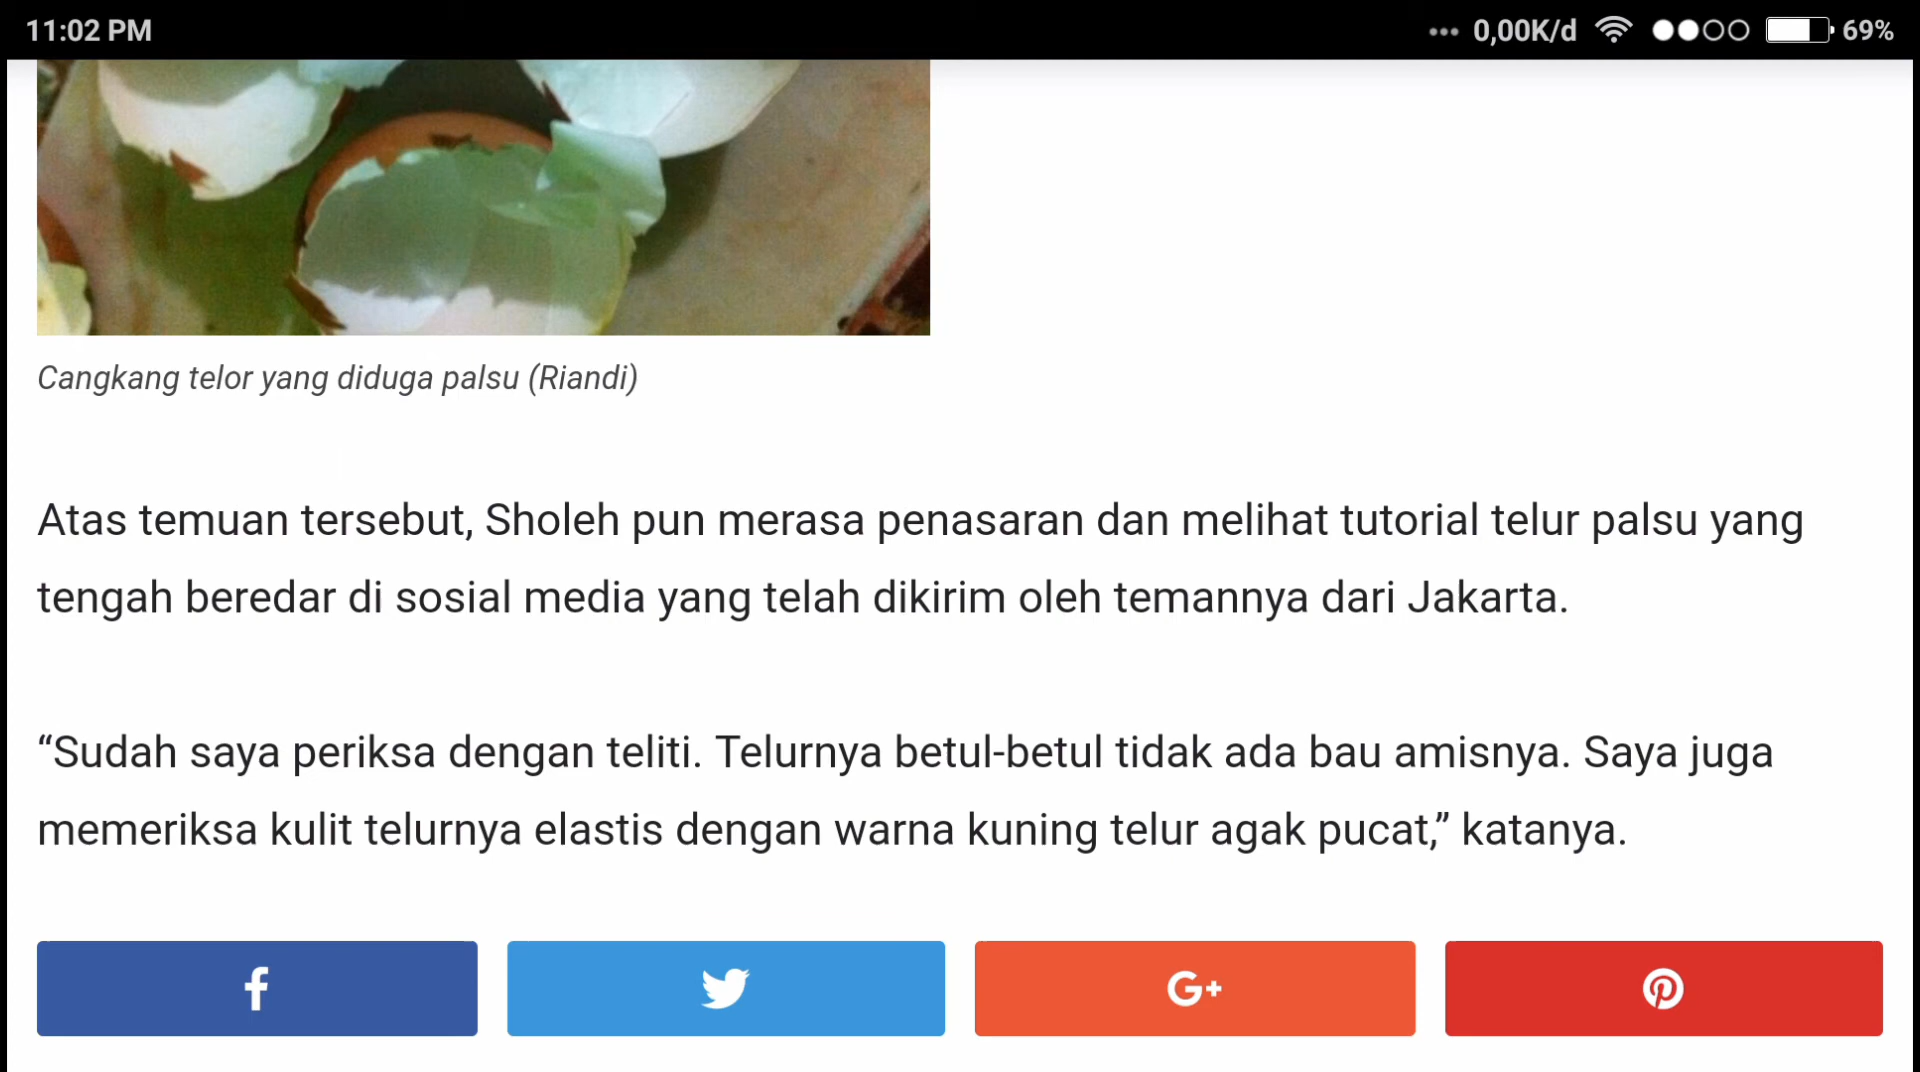 11:02 PM
... 0,00K/d 69%
Cangkang telor yang diduga palsu (Riandi)
Atas temuan tersebut, Sholeh pun merasa penasaran dan melihat tutorial telur palsu yang
tengah beredar di sosial media yang telah dikirim oleh temannya dari Jakarta.
“Sudah saya periksa dengan teliti. Telurnya betul-betul tidak ada bau amisnya. Saya juga
memeriksa kulit telurnya elastis dengan warna kuning telur agak pucat,” katanya.
f G+